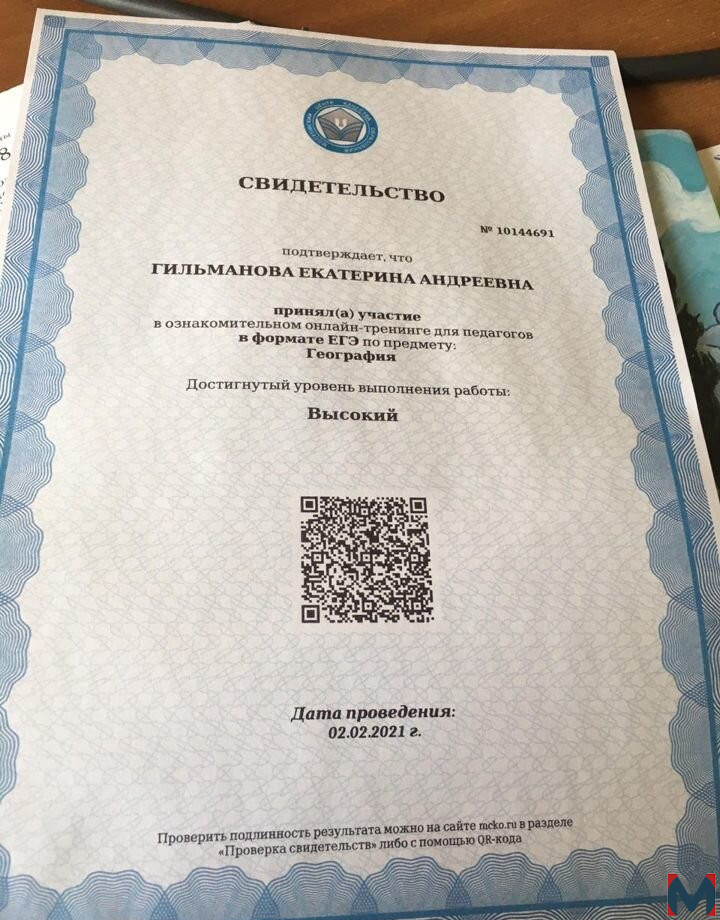 СВИДЕТЕЛЬСТВО
№ 10144691
подтверждает, что
ГИЛЬМАНОВА ЕКАТЕРИНА АНДРЕЕВНА
принял(а) участие
в ознакомительном онлайн-тренинге для педагогов
в формате ЕГЭ по предмету:
География
Достигнутый уровень выполнения работы:
Высокий
Дата проведения:
02.02.2021 г.
Проверить подлинность результата можно на сайте mcko.ru в разделе
«Проверка свидетельств» либо с помощью QR-кода
M